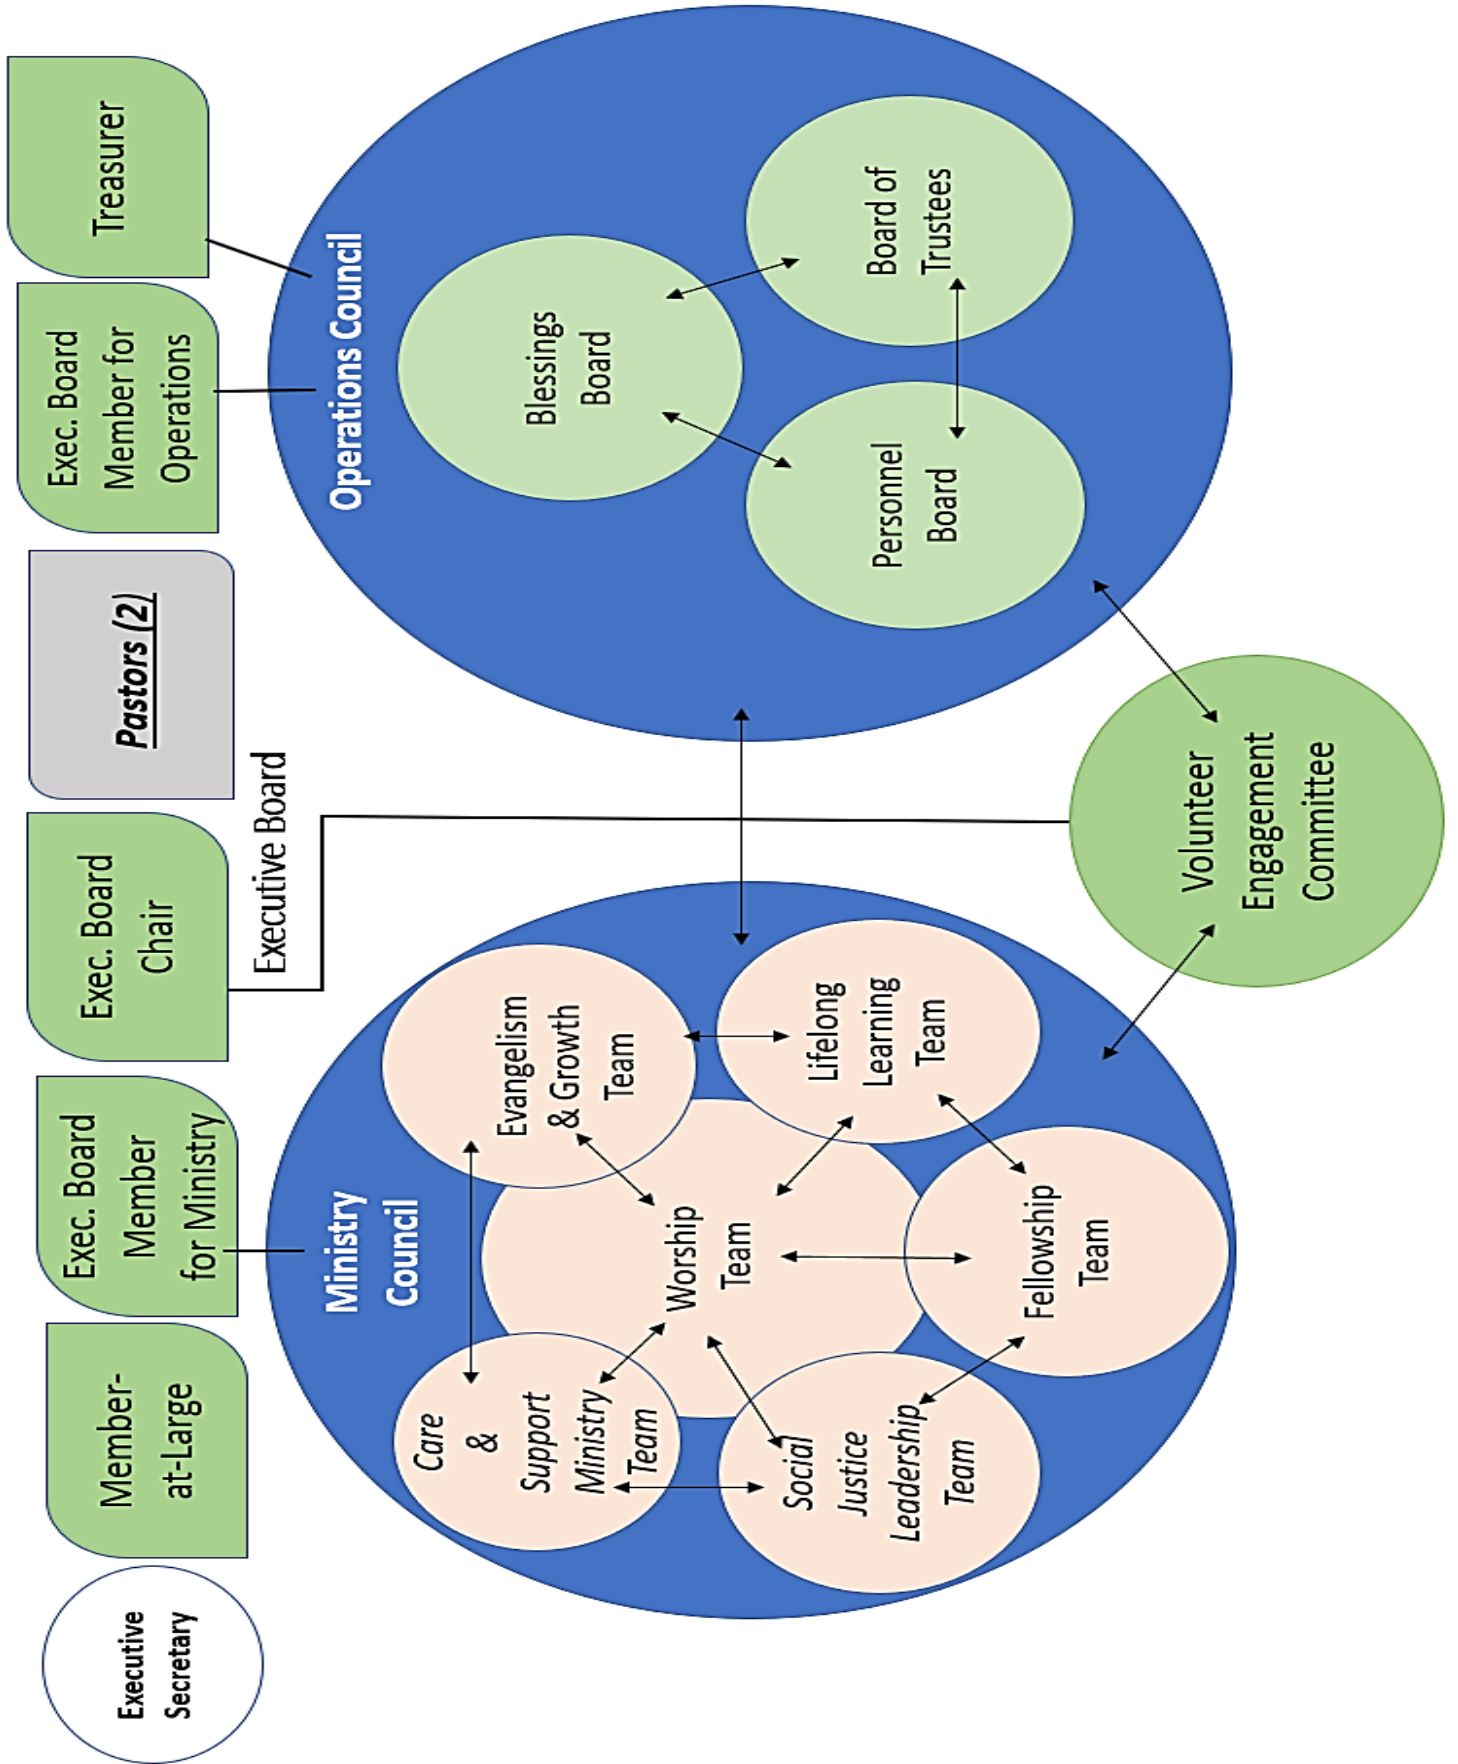 Executive
Secretary
Member-
at-Large
Exec. Board
Member
for Ministry
Exec. Board
Chair
Pastors (2)
Exec. Board
Member for
Operations
Treasurer
Executive Board
Ministry
Council
Care
&
Support
Ministry
Team
Evangelism
& Growth
Team
Worship
Team
Social
Justice
Leadership
Team
Lifelong
Learning
Team
Fellowship
Team
Operations Council
Blessings
Board
Personnel
Board
Board of
Trustees
Volunteer
Engagement
Committee